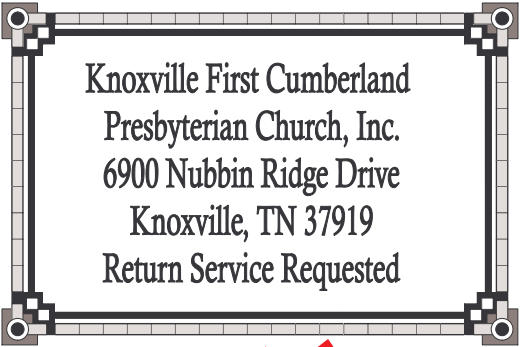 Knoxville First Cumberland
Presbyterian Church, Inc.
6900 Nubbin Ridge Drive
Knoxville, TN 37919
Return Service Requested